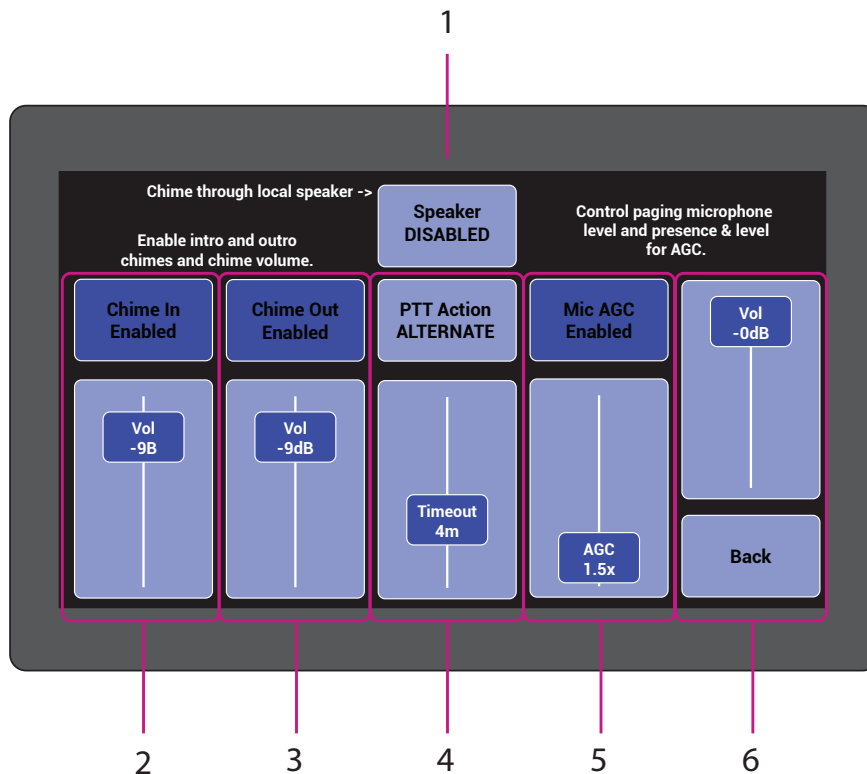 1
Chime through local speaker ->
Speaker
DISABLED
Control paging microphone
level and presence & level
for AGC.
Enable intro and outro
chimes and chime volume.
Chime In
Enabled
Chime Out
Enabled
PTT Action
ALTERNATE
Mic AGC
Enabled
Vol
-0dB
Vol
-9B
Vol
-9dB
Timeout
4m
AGC
1.5x
Back
2
3
4
5
6